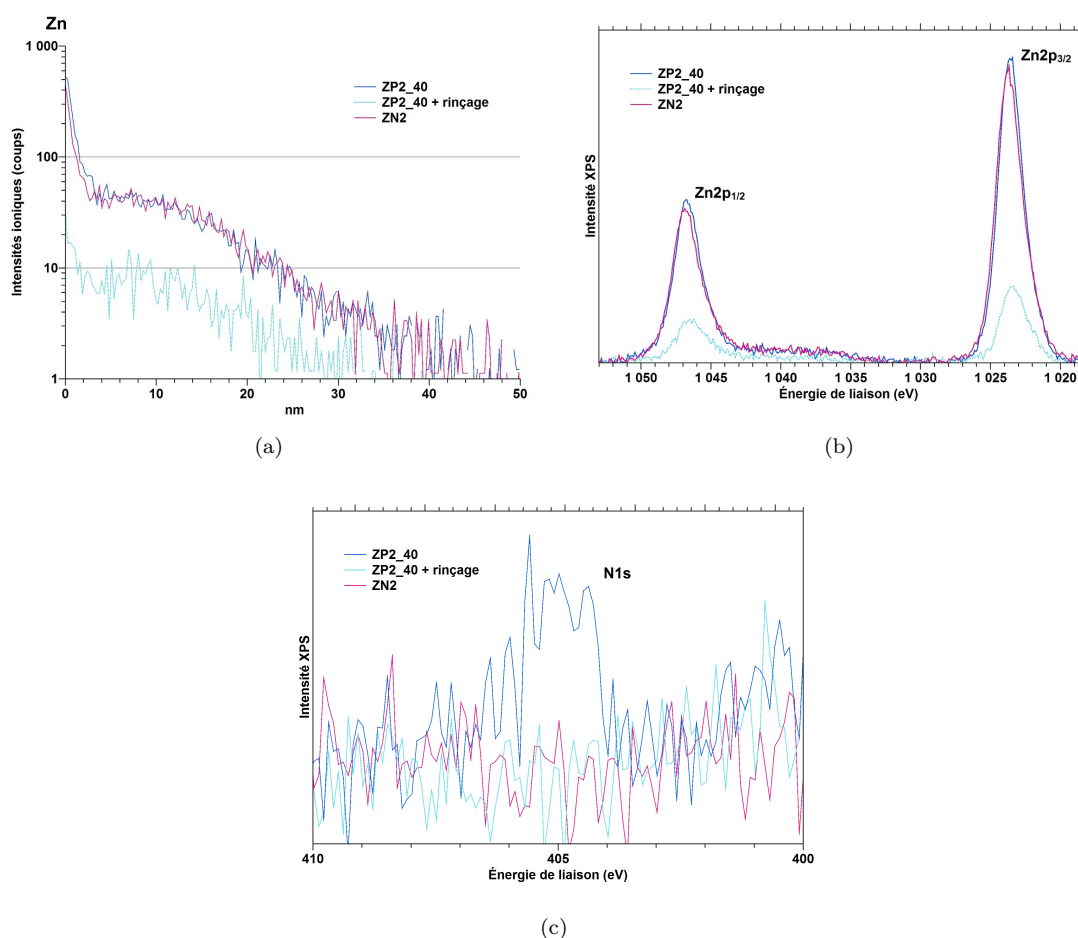 Zn
1 000
100
10
1
Intensités ioniques (coups)
ZP2_40
ZP2_40 + rinçage
ZN2
0 10 20 30 40 50
nm
(a)
Zn2p3/2
ZP2_40
ZP2_40 + rinçage
ZN2
Zn2p1/2
Intensité XPS
1 050 1 045 1 040 1 035 1 030 1 025 1 020
Énergie de liaison (eV)
(b)
ZP2_40
ZP2_40 + rinçage
ZN2
N1s
Intensité XPS
410 405 400
Énergie de liaison (eV)
(c)